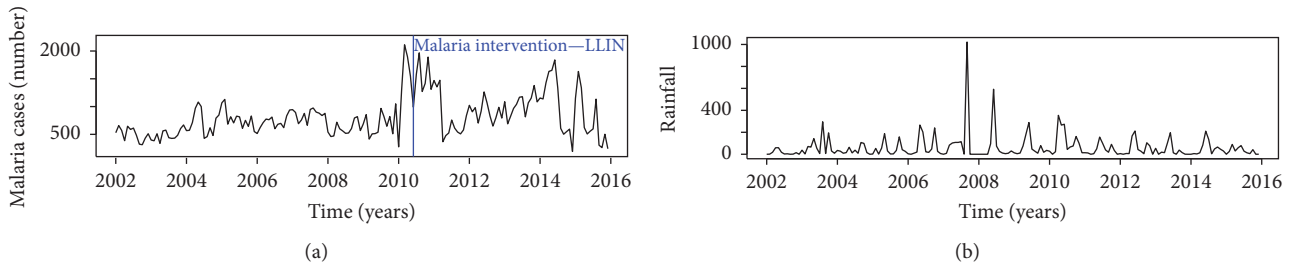 Malaria cases (number)
2000
500
Malaria intervention—LLIN
2002 2004 2006 2008 2010 2012 2014 2016
Time (years)
(a)
Rainfall
1000
400
0
2002 2004 2006 2008 2010 2012 2014 2016
Time (years)
(b)